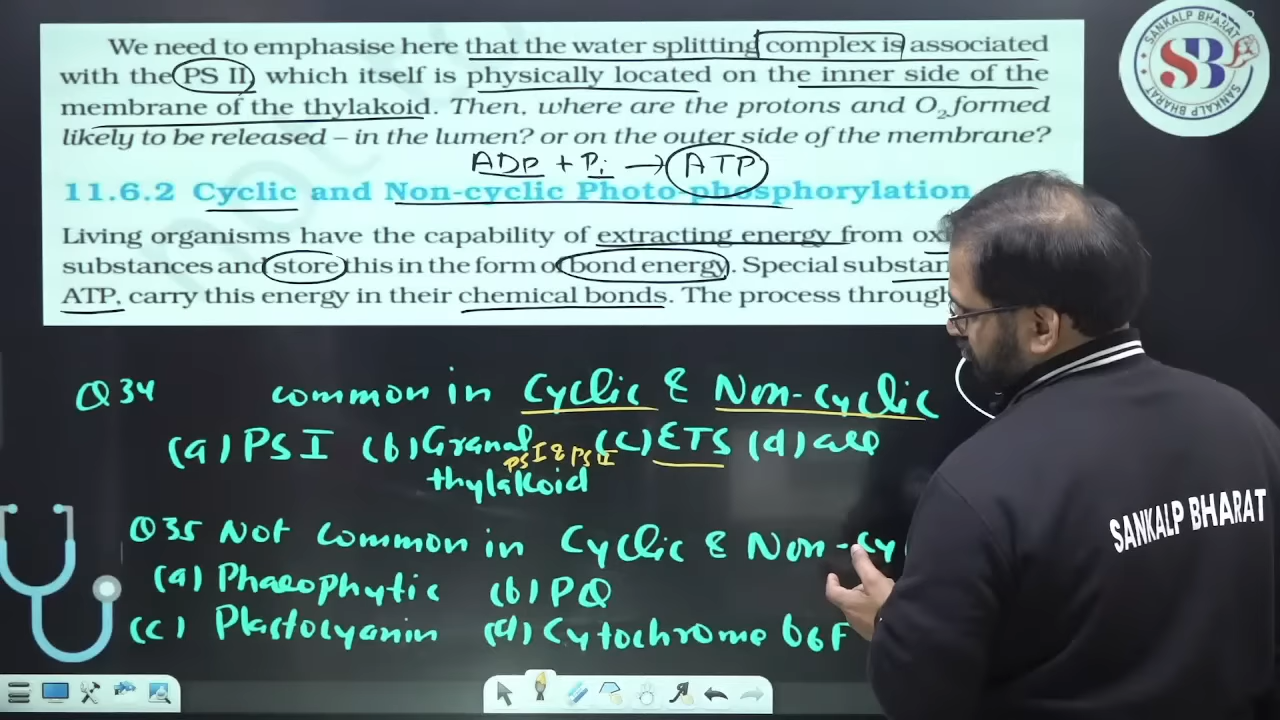 We need to emphasise here that the water splitting complex is associated
with the PS II, which itself is physically located on the inner side of the
membrane of the thylakoid. Then, where are the protons and O2 formed
likely to be released – in the lumen? or on the outer side of the membrane?
ADP + Pi → ATP
11.6.2 Cyclic and Non-cyclic Photo-phosphorylation
Living organisms have the capability of extracting energy from
substances and store this in the form of bond energy. Special
ATP, carry this energy in their chemical bonds. The process
Q34 common in Cyclic & Non-cyclic
(a) PS I (b) Granal (c) ETS (d) all
PS I & PS II
thylakoid
Q35 Not common in Cyclic & Non-cy
(a) Phaeophytic (b) PQ
(c) Plastocyanin (d) Cytochrome b6F
SANKALP BHARAT
SB
SANKALP BHARAT
SANKALP BHARAT